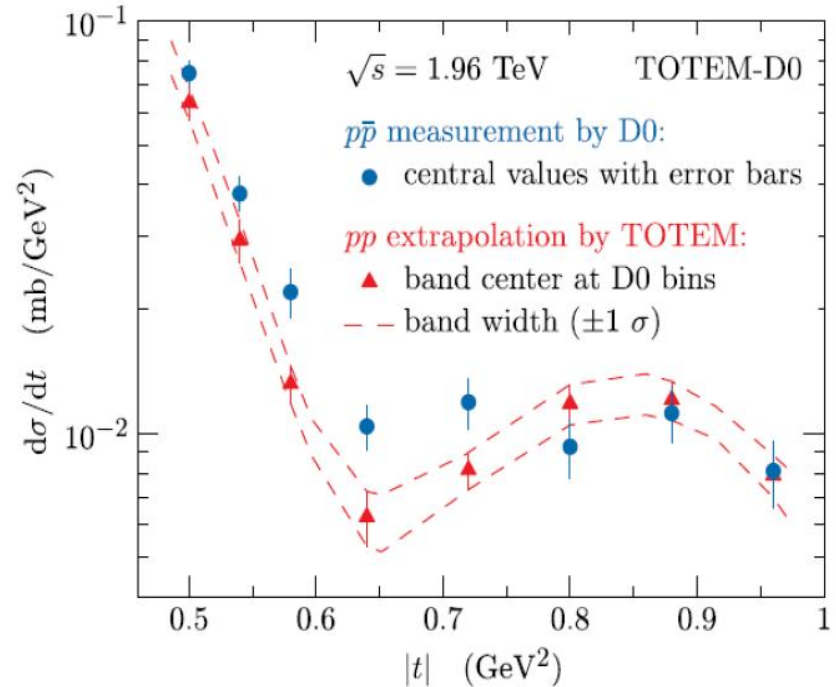 10⁻¹
√s = 1.96 TeV TOTEM-D0
pp̄ measurement by D0:
central values with error bars
pp extrapolation by TOTEM:
band center at D0 bins
band width (±1 σ)
dσ/dt (mb/GeV²)
10⁻²
0.5 0.6 0.7 0.8 0.9 1
|t| (GeV²)